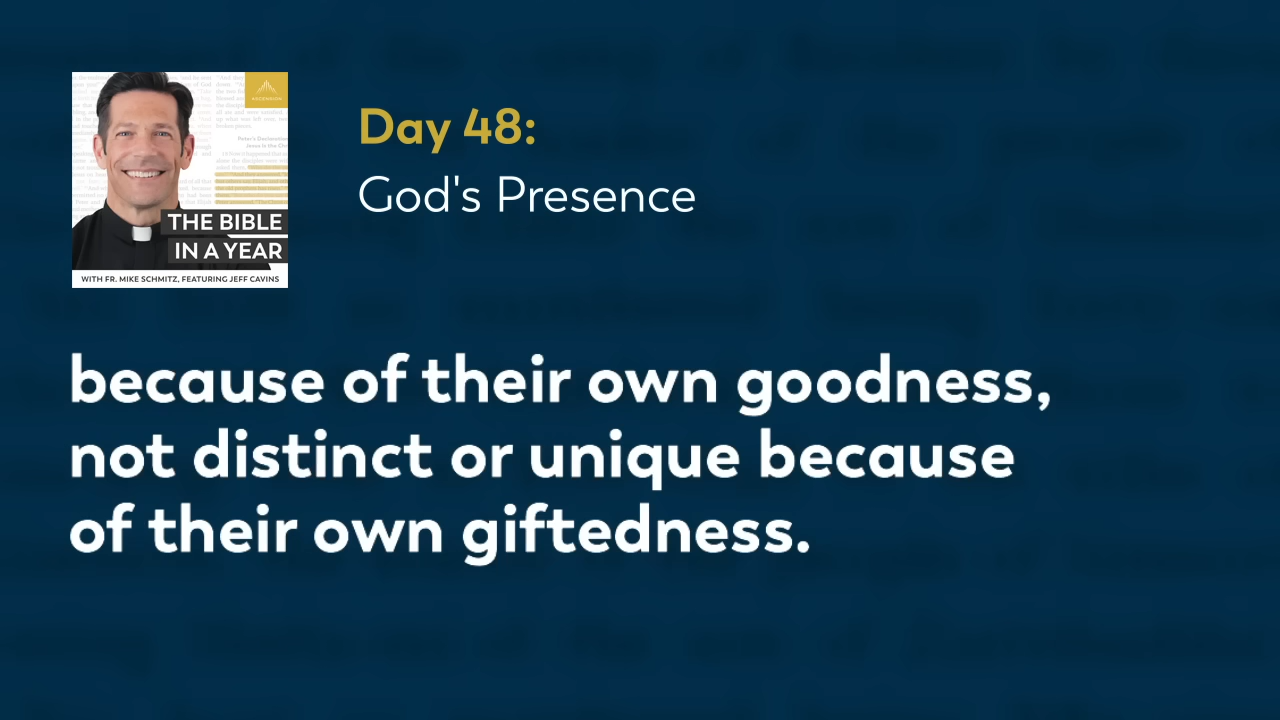 ASCENSION
THE BIBLE
IN A YEAR
WITH FR. MIKE SCHMITZ, FEATURING JEFF CAVINS
Day 48:
God's Presence
because of their own goodness,
not distinct or unique because
of their own giftedness.